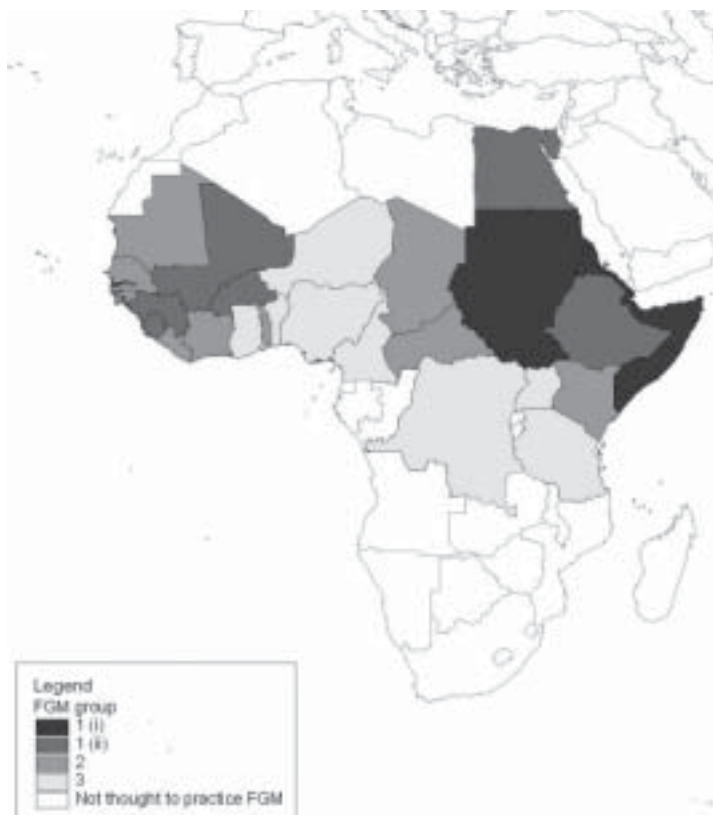 Legend
FGM group
1 (i)
1 (ii)
2
3
Not thought to practice FGM